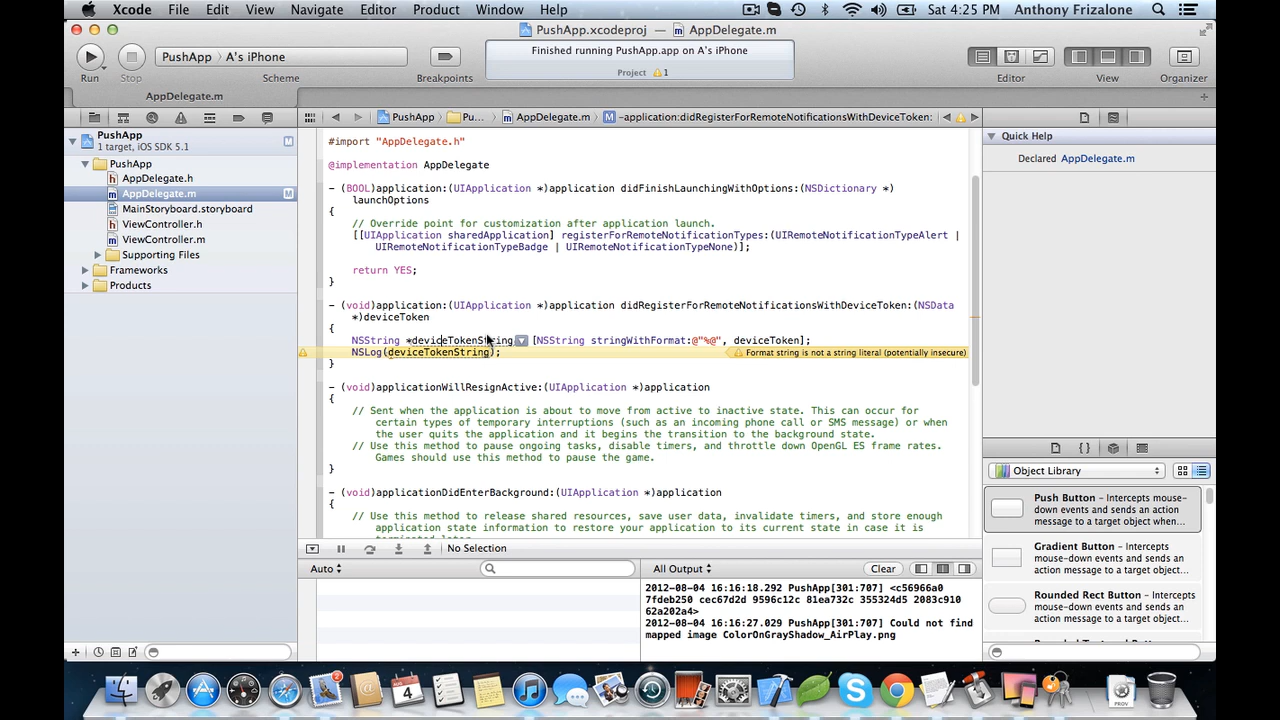 Xcode File Edit View Navigate Editor Product Window Help Sat 4:25 PM Anthony Frizalone
PushApp.xcodeproj — AppDelegate.m
Run Stop PushApp A's iPhone Scheme Breakpoints
Finished running PushApp.app on A's iPhone
Project 1
Editor View Organizer
AppDelegate.m
PushApp Pu... AppDelegate.m M -application:didRegisterForRemoteNotificationsWithDeviceToken:
PushApp M
1 target, iOS SDK 5.1
PushApp
h AppDelegate.h
m AppDelegate.m M
MainStoryboard.storyboard
h ViewController.h
m ViewController.m
Supporting Files
Frameworks
Products
#import "AppDelegate.h"
@implementation AppDelegate
- (BOOL)application:(UIApplication *)application didFinishLaunchingWithOptions:(NSDictionary *)
launchOptions
{
// Override point for customization after application launch.
[[UIApplication sharedApplication] registerForRemoteNotificationTypes:(UIRemoteNotificationTypeAlert |
UIRemoteNotificationTypeBadge | UIRemoteNotificationTypeNone)];
return YES;
}
- (void)application:(UIApplication *)application didRegisterForRemoteNotificationsWithDeviceToken:(NSData
*)deviceToken
{
NSString *deviceTokenString [NSString stringWithFormat:@"%@", deviceToken];
NSLog(deviceTokenString); Format string is not a string literal (potentially insecure)
}
- (void)applicationWillResignActive:(UIApplication *)application
{
// Sent when the application is about to move from active to inactive state. This can occur for
certain types of temporary interruptions (such as an incoming phone call or SMS message) or when
the user quits the application and it begins the transition to the background state.
// Use this method to pause ongoing tasks, disable timers, and throttle down OpenGL ES frame rates.
Games should use this method to pause the game.
}
- (void)applicationDidEnterBackground:(UIApplication *)application
{
// Use this method to release shared resources, save user data, invalidate timers, and store enough
application state information to restore your application to its current state in case it is
terminated later.
No Selection
Auto
All Output Clear
2012-08-04 16:16:18.292 PushApp[301:707] <c56966a0
7fdeb250 cec67d2d 9596c12c 81ea732c 355324d5 2083c910
62a202a4>
2012-08-04 16:16:27.029 PushApp[301:707] Could not find
mapped image ColorOnGrayShadow_AirPlay.png
Quick Help
Declared AppDelegate.m
{ }
Object Library
Push Button – Intercepts mouse-
down events and sends an action
message to a target object when...
Gradient Button – Intercepts
mouse-down events and sends an
action message to a target object...
Rounded Rect Button – Intercepts
mouse-down events and sends an
action message to a target object...
4
2
PROV